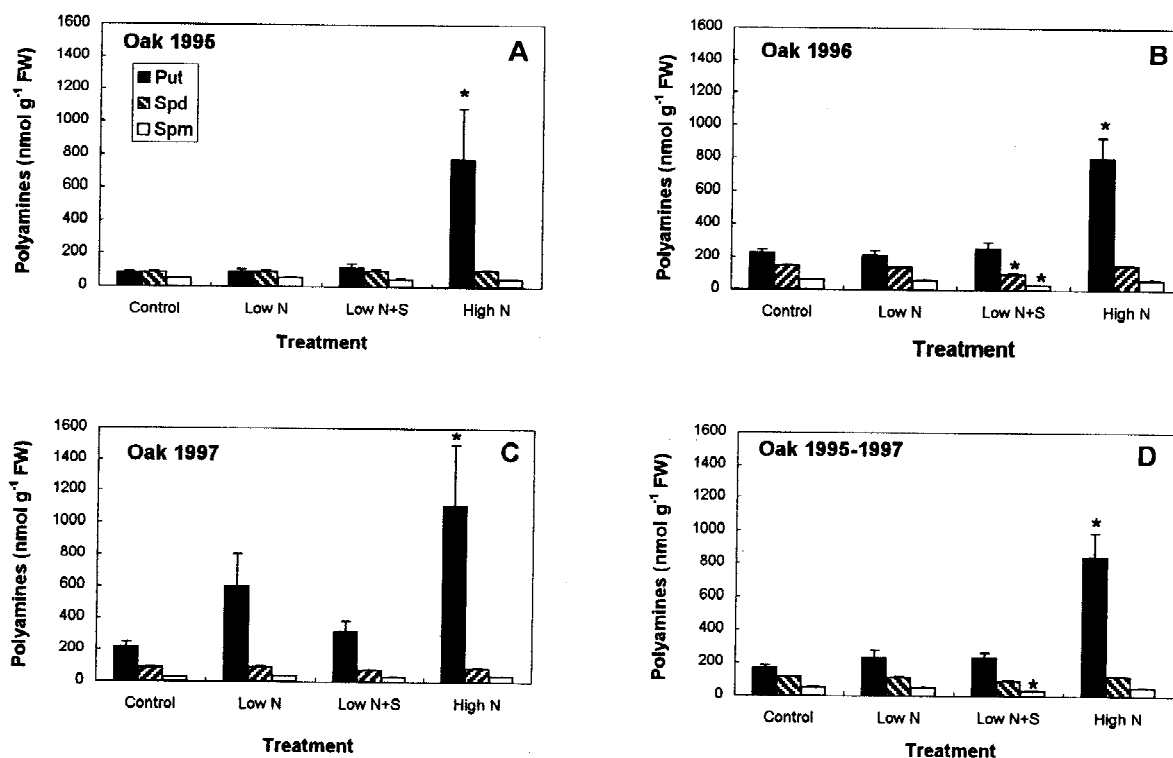 Oak 1995
A
Put
Spd
Spm
*
Polyamines (nmol g⁻¹ FW)
1600
1400
1200
1000
800
600
400
200
0
Control Low N Low N+S High N
Treatment
Oak 1996
B
* * *
Polyamines (nmol g⁻¹ FW)
1600
1400
1200
1000
800
600
400
200
0
Control Low N Low N+S High N
Treatment
Oak 1997
C
*
Polyamines (nmol g⁻¹ FW)
1600
1400
1200
1000
800
600
400
200
0
Control Low N Low N+S High N
Treatment
Oak 1995-1997
D
* *
Polyamines (nmol g⁻¹ FW)
1600
1400
1200
1000
800
600
400
200
0
Control Low N Low N+S High N
Treatment